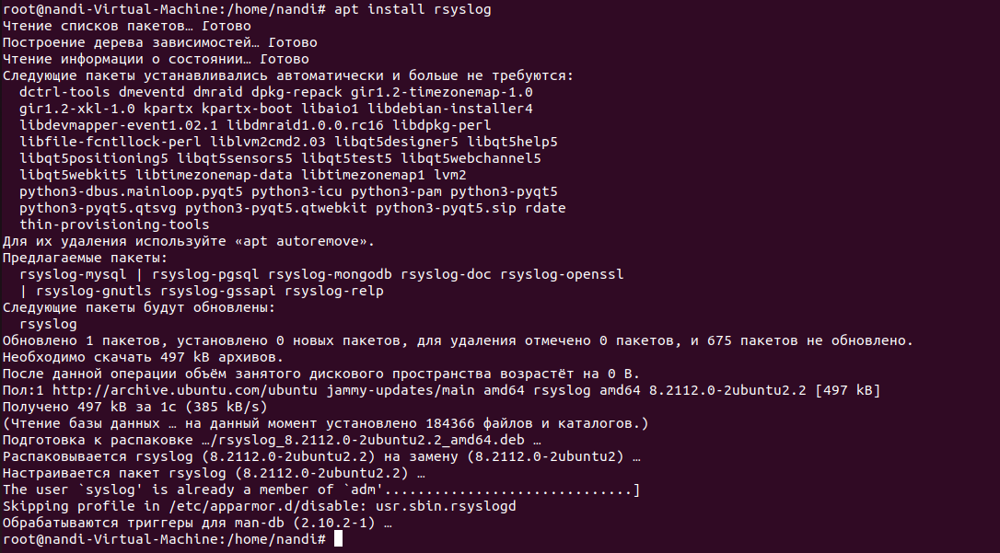 root@nandi-Virtual-Machine:/home/nandi# apt install rsyslog
Чтение списков пакетов… Готово
Построение дерева зависимостей… Готово
Чтение информации о состоянии… Готово
Следующие пакеты устанавливались автоматически и больше не требуются:
  dctrl-tools dmeventd dmraid dpkg-repack gir1.2-timezonemap-1.0
  gir1.2-xkl-1.0 kpartx kpartx-boot libaio1 libdebian-installer4
  libdevmapper-event1.02.1 libdmraid1.0.0.rc16 libdpkg-perl
  libfile-fcntllock-perl liblvm2cmd2.03 libqt5designer5 libqt5help5
  libqt5positioning5 libqt5sensors5 libqt5test5 libqt5webchannel5
  libqt5webkit5 libtimezonemap-data libtimezonemap1 lvm2
  python3-dbus.mainloop.pyqt5 python3-icu python3-pam python3-pyqt5
  python3-pyqt5.qtsvg python3-pyqt5.qtwebkit python3-pyqt5.sip rdate
  thin-provisioning-tools
Для их удаления используйте «apt autoremove».
Предлагаемые пакеты:
  rsyslog-mysql | rsyslog-pgsql rsyslog-mongodb rsyslog-doc rsyslog-openssl
  | rsyslog-gnutls rsyslog-gssapi rsyslog-relp
Следующие пакеты будут обновлены:
  rsyslog
Обновлено 1 пакетов, установлено 0 новых пакетов, для удаления отмечено 0 пакетов, и 675 пакетов не обновлено.
Необходимо скачать 497 kB архивов.
После данной операции объём занятого дискового пространства возрастёт на 0 B.
Пол:1 http://archive.ubuntu.com/ubuntu jammy-updates/main amd64 rsyslog amd64 8.2112.0-2ubuntu2.2 [497 kB]
Получено 497 kB за 1с (385 kB/s)
(Чтение базы данных … на данный момент установлено 184366 файлов и каталогов.)
Подготовка к распаковке …/rsyslog_8.2112.0-2ubuntu2.2_amd64.deb …
Распаковывается rsyslog (8.2112.0-2ubuntu2.2) на замену (8.2112.0-2ubuntu2) …
Настраивается пакет rsyslog (8.2112.0-2ubuntu2.2) …
The user `syslog' is already a member of `adm'..............................]
Skipping profile in /etc/apparmor.d/disable: usr.sbin.rsyslogd
Обрабатываются триггеры для man-db (2.10.2-1) …
root@nandi-Virtual-Machine:/home/nandi#